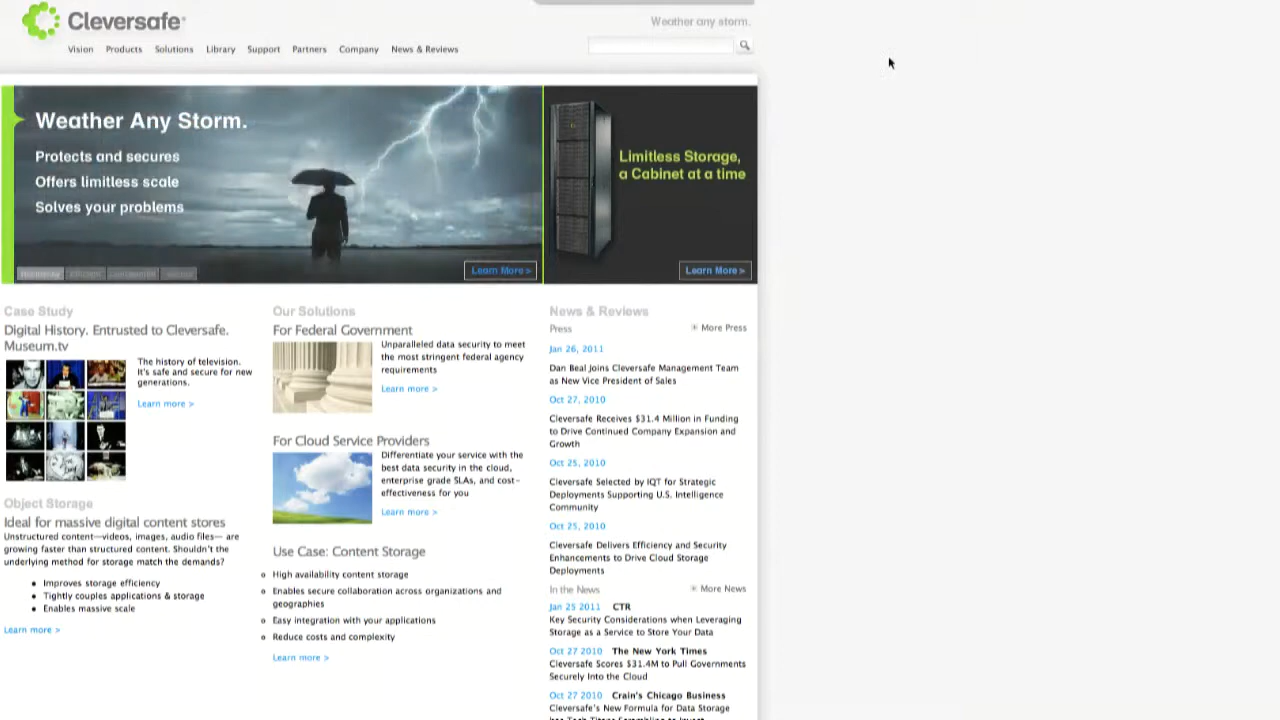 Cleversafe®
Weather any storm.
Vision Products Solutions Library Support Partners Company News & Reviews
Weather Any Storm.
Protects and secures
Offers limitless scale
Solves your problems
Learn More >
Limitless Storage,
a Cabinet at a time
Learn More >
Case Study
Digital History. Entrusted to Cleversafe.
Museum.tv
The history of television.
It's safe and secure for new
generations.
Learn more >
Object Storage
Ideal for massive digital content stores
Unstructured content—videos, images, audio files— are
growing faster than structured content. Shouldn't the
underlying method for storage match the demands?
• Improves storage efficiency
• Tightly couples applications & storage
• Enables massive scale
Learn more >
Our Solutions
For Federal Government
Unparalleled data security to meet
the most stringent federal agency
requirements
Learn more >
For Cloud Service Providers
Differentiate your service with the
best data security in the cloud,
enterprise grade SLAs, and cost-
effectiveness for you
Learn more >
Use Case: Content Storage
High availability content storage
Enables secure collaboration across organizations and
geographies
Easy integration with your applications
Reduce costs and complexity
Learn more >
News & Reviews
Press More Press
Jan 26, 2011
Dan Beal Joins Cleversafe Management Team
as New Vice President of Sales
Oct 27, 2010
Cleversafe Receives $31.4 Million in Funding
to Drive Continued Company Expansion and
Growth
Oct 25, 2010
Cleversafe Selected by IQT for Strategic
Deployments Supporting U.S. Intelligence
Community
Oct 25, 2010
Cleversafe Delivers Efficiency and Security
Enhancements to Drive Cloud Storage
Deployments
In the News More News
Jan 25 2011 CTR
Key Security Considerations when Leveraging
Storage as a Service to Store Your Data
Oct 27 2010 The New York Times
Cleversafe Scores $31.4M to Pull Governments
Securely Into the Cloud
Oct 27 2010 Crain's Chicago Business
Cleversafe's New Formula for Data Storage